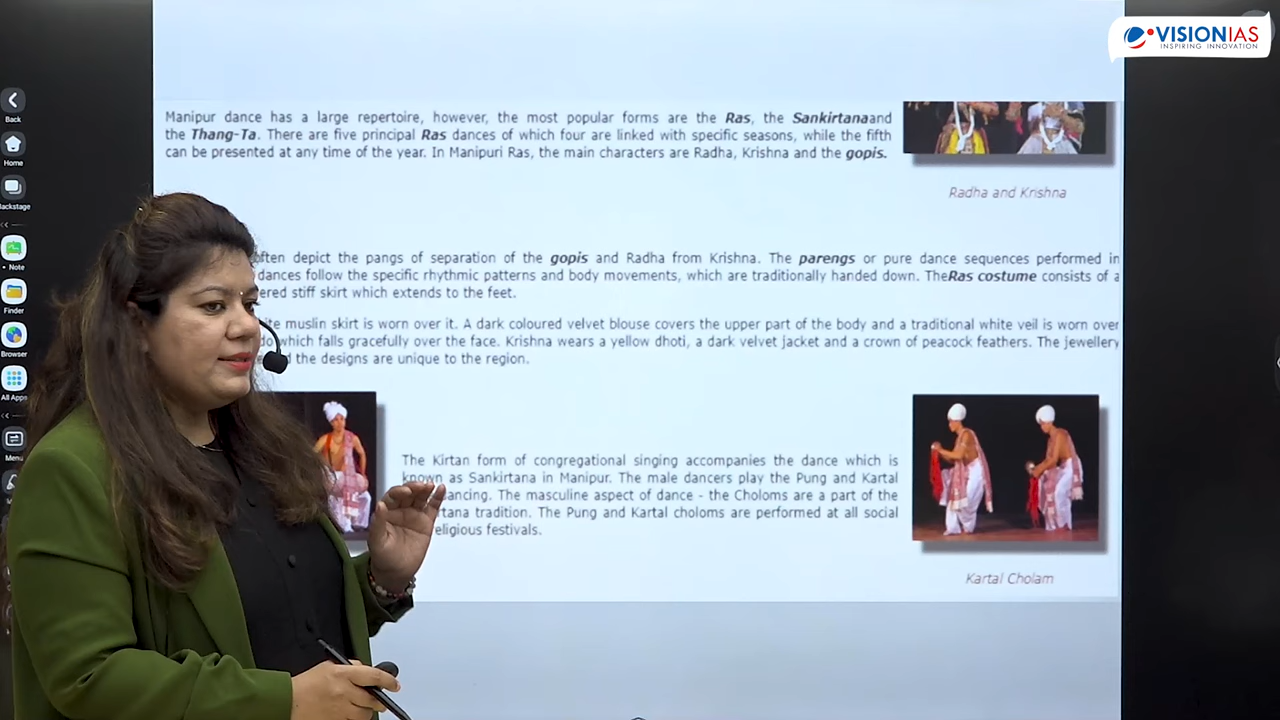 VISIONIAS
INSPIRING INNOVATION
Back
Home
Backstage
Note
Finder
Browser
All Apps
Menu
Manipur dance has a large repertoire, however, the most popular forms are the Ras, the Sankirtanaand
the Thang-Ta. There are five principal Ras dances of which four are linked with specific seasons, while the fifth
can be presented at any time of the year. In Manipuri Ras, the main characters are Radha, Krishna and the gopis.
Radha and Krishna
often depict the pangs of separation of the gopis and Radha from Krishna. The parengs or pure dance sequences performed in
dances follow the specific rhythmic patterns and body movements, which are traditionally handed down. TheRas costume consists of a
ered stiff skirt which extends to the feet.
ite muslin skirt is worn over it. A dark coloured velvet blouse covers the upper part of the body and a traditional white veil is worn over
which falls gracefully over the face. Krishna wears a yellow dhoti, a dark velvet jacket and a crown of peacock feathers. The jewellery
the designs are unique to the region.
The Kirtan form of congregational singing accompanies the dance which is
known as Sankirtana in Manipur. The male dancers play the Pung and Kartal
ancing. The masculine aspect of dance - the Choloms are a part of the
rtana tradition. The Pung and Kartal choloms are performed at all social
eligious festivals.
Kartal Cholam